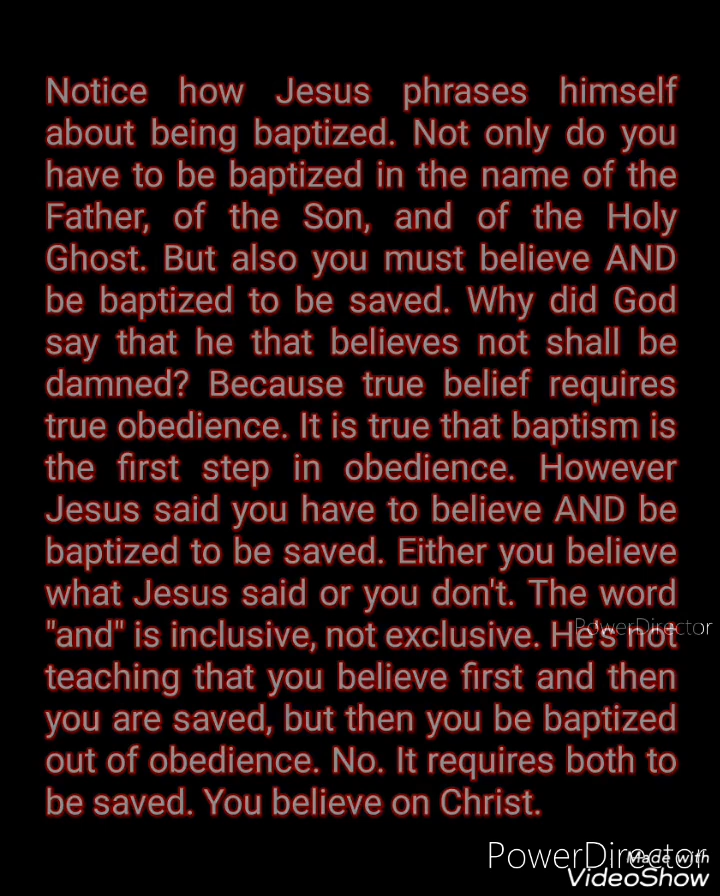 Notice how Jesus phrases himself
about being baptized. Not only do you
have to be baptized in the name of the
Father, of the Son, and of the Holy
Ghost. But also you must believe AND
be baptized to be saved. Why did God
say that he that believes not shall be
damned? Because true belief requires
true obedience. It is true that baptism is
the first step in obedience. However
Jesus said you have to believe AND be
baptized to be saved. Either you believe
what Jesus said or you don't. The word
"and" is inclusive, not exclusive. He's not
PowerDirector
teaching that you believe first and then
you are saved, but then you be baptized
out of obedience. No. It requires both to
be saved. You believe on Christ.
PowerDirector
Made with
VideoShow